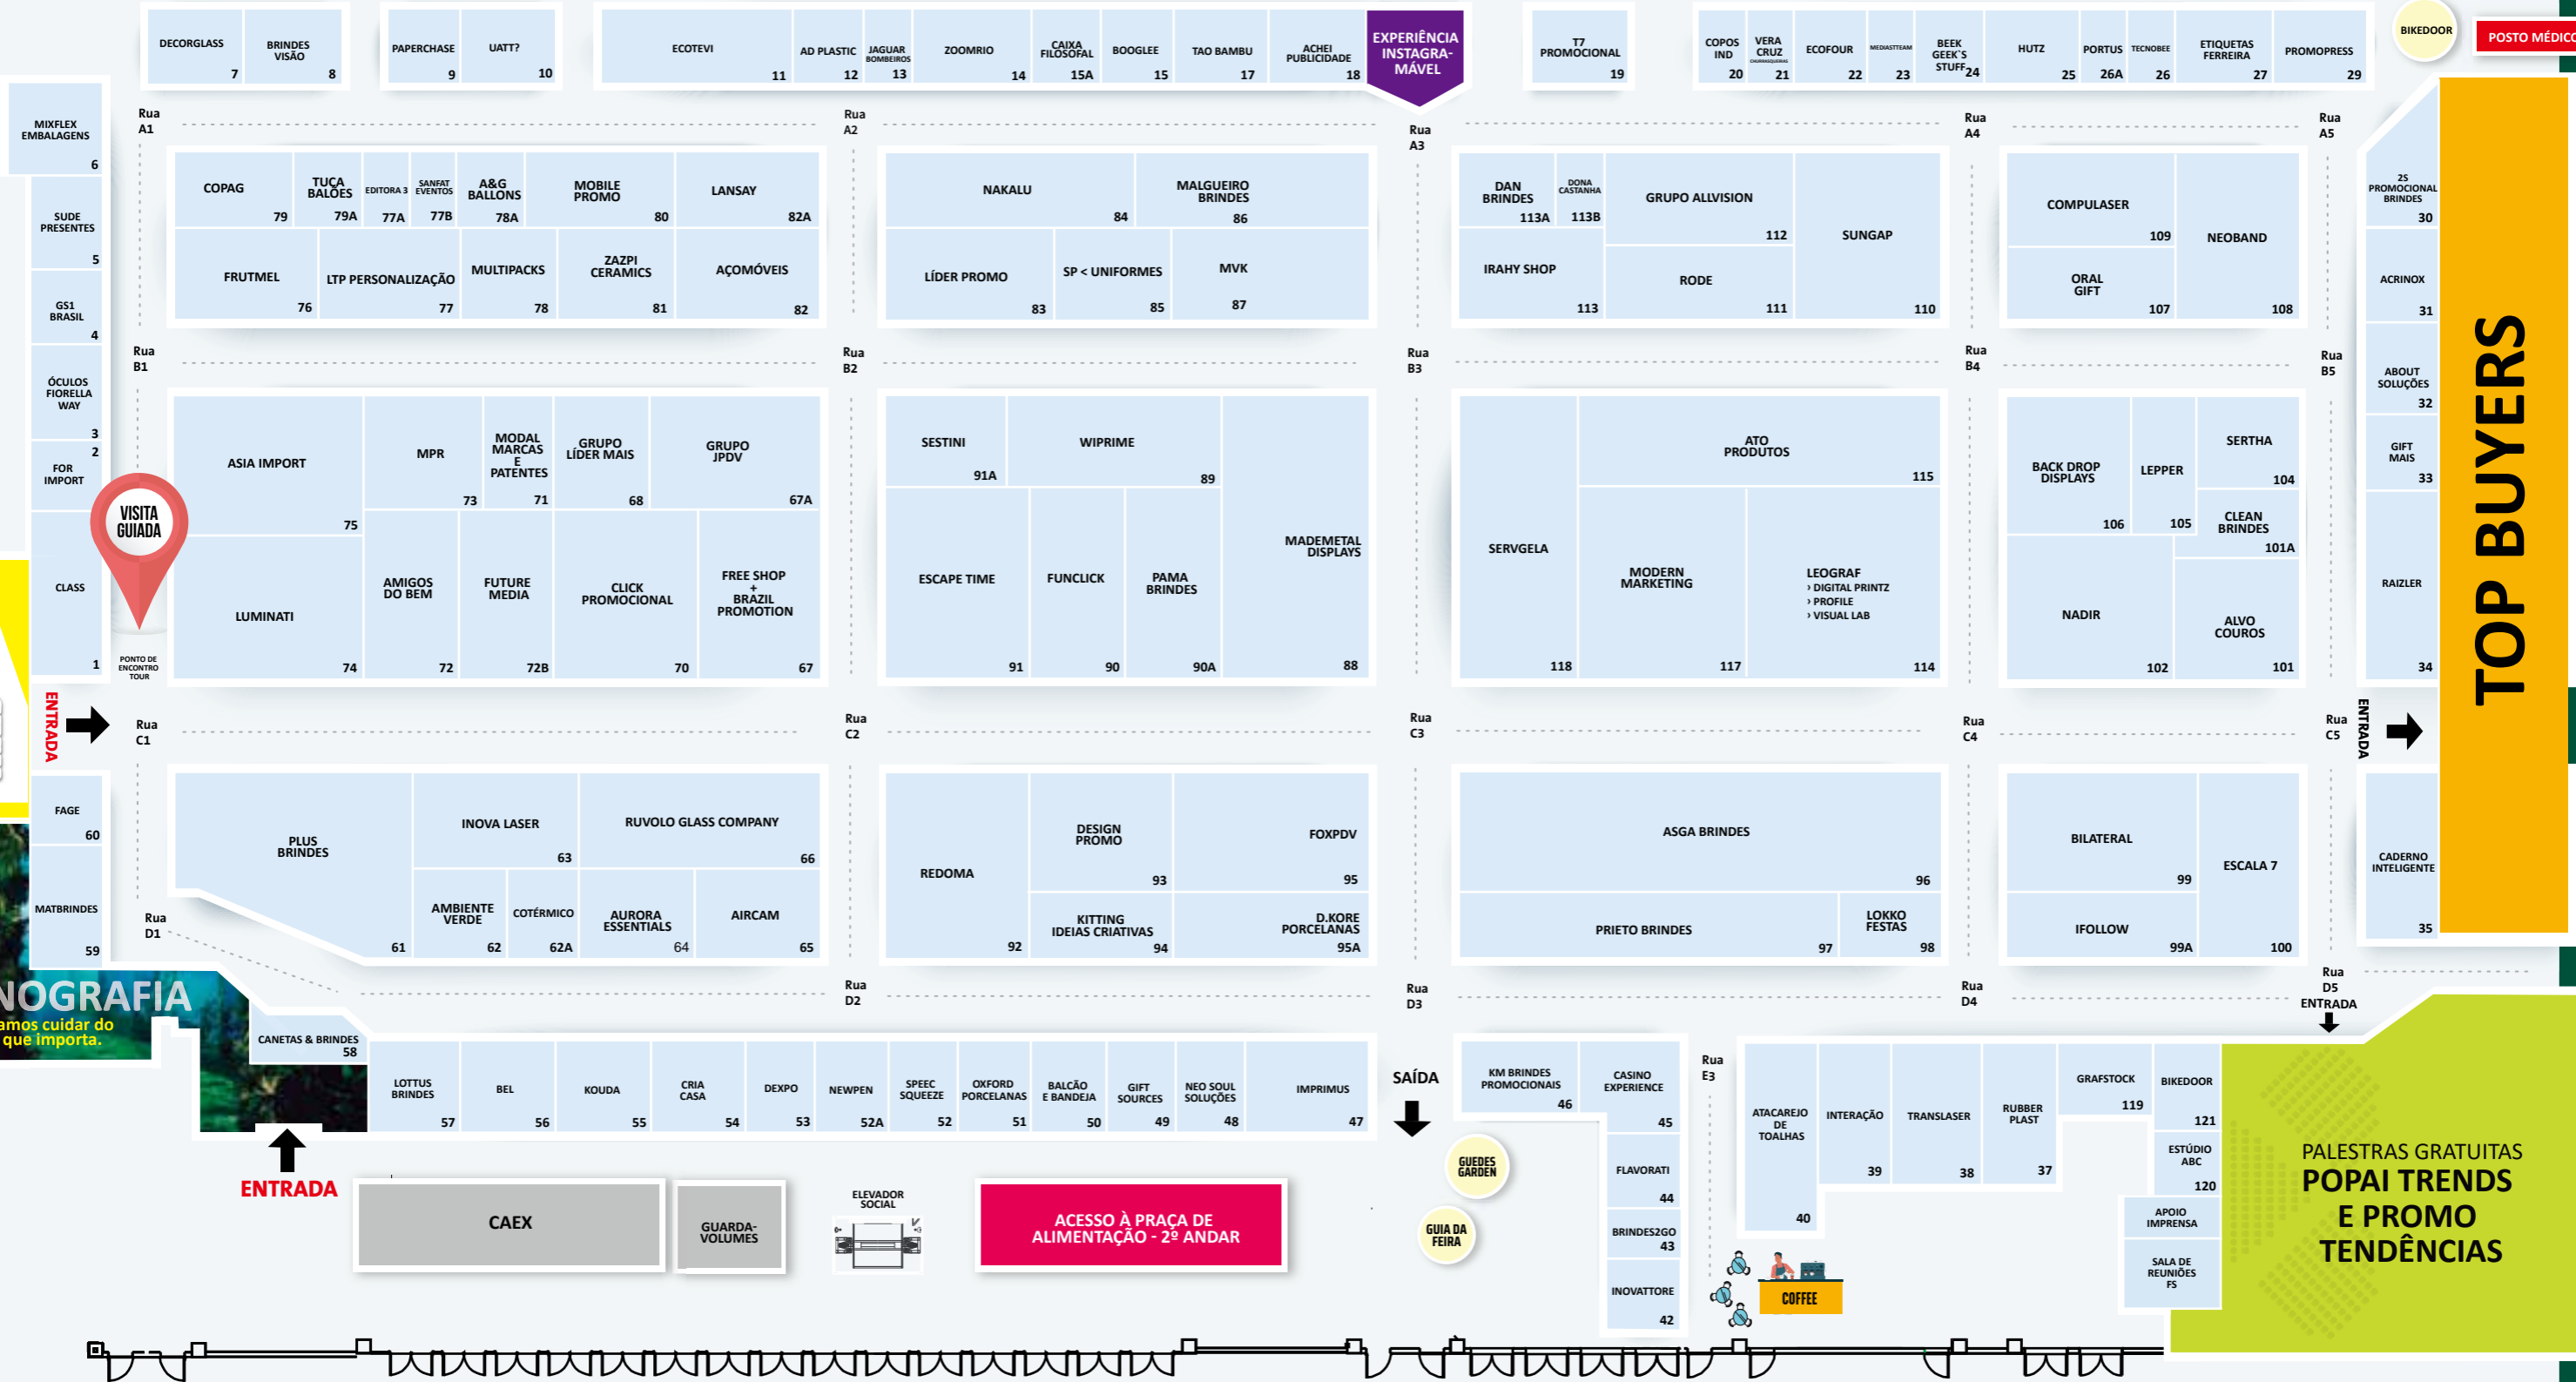 DECORGLASS
7
BRINDES
VISÃO
8
PAPERCHASE
9
UATT?
10
ECOTEVI
11
AD PLASTIC
12
JAGUAR
BOMBEIROS
13
ZOOMRIO
14
CAIXA
FILOSOFAL
15A
BOOGLEE
15
TAO BAMBU
17
ACHEI
PUBLICIDADE
18
EXPERIÊNCIA
INSTAGRA-
MÁVEL
T7
PROMOCIONAL
19
COPOS
IND
20
VERA
CRUZ
CHURRASQUEIRAS
21
ECOFOUR
22
MEDIASTTEAM
23
BEEK
GEEK`S
STUFF
24
HUTZ
25
PORTUS
26A
TECNOBEE
26
ETIQUETAS
FERREIRA
27
PROMOPRESS
29
BIKEDOOR
POSTO MÉDICO
MIXFLEX
EMBALAGENS
6
SUDE
PRESENTES
5
GS1
BRASIL
4
ÓCULOS
FIORELLA
WAY
3
2
FOR
IMPORT
CLASS
1
Rua
A1
Rua
A2
Rua
A3
Rua
A4
Rua
A5
COPAG
79
TUCA
BALÕES
79A
EDITORA 3
77A
SANFAT
EVENTOS
77B
A&G
BALLONS
78A
MOBILE
PROMO
80
LANSAY
82A
FRUTMEL
76
LTP PERSONALIZAÇÃO
77
MULTIPACKS
78
ZAZPI
CERAMICS
81
AÇOMÓVEIS
82
NAKALU
84
MALGUEIRO
BRINDES
86
LÍDER PROMO
83
SP < UNIFORMES
85
MVK
87
DAN
BRINDES
113A
DONA
CASTANHA
113B
GRUPO ALLVISION
112
SUNGAP
110
IRAHY SHOP
113
RODE
111
COMPULASER
109
NEOBAND
108
ORAL
GIFT
107
2S
PROMOCIONAL
BRINDES
30
ACRINOX
31
ABOUT
SOLUÇÕES
32
GIFT
MAIS
33
RAIZLER
34
TOP BUYERS
Rua
B1
Rua
B2
Rua
B3
Rua
B4
Rua
B5
VISITA
GUIADA
PONTO DE
ENCONTRO
TOUR
ASIA IMPORT
75
MPR
73
MODAL
MARCAS
E
PATENTES
71
GRUPO
LÍDER MAIS
68
GRUPO
JPDV
67A
LUMINATI
74
AMIGOS
DO BEM
72
FUTURE
MEDIA
72B
CLICK
PROMOCIONAL
70
FREE SHOP
+
BRAZIL
PROMOTION
67
SESTINI
91A
WIPRIME
89
MADEMETAL
DISPLAYS
88
ESCAPE TIME
91
FUNCLICK
90
PAMA
BRINDES
90A
SERVGELA
118
ATO
PRODUTOS
115
MODERN
MARKETING
117
LEOGRAF
› DIGITAL PRINTZ
› PROFILE
› VISUAL LAB
114
BACK DROP
DISPLAYS
106
LEPPER
105
SERTHA
104
CLEAN
BRINDES
101A
NADIR
102
ALVO
COUROS
101
ENTRADA
Rua
C1
Rua
C2
Rua
C3
Rua
C4
Rua
C5
ENTRADA
FAGE
60
MATBRINDES
59
PLUS
BRINDES
61
INOVA LASER
63
RUVOLO GLASS COMPANY
66
AMBIENTE
VERDE
62
COTÉRMICO
62A
AURORA
ESSENTIALS
64
AIRCAM
65
REDOMA
92
DESIGN
PROMO
93
FOXPDV
95
KITTING
IDEIAS CRIATIVAS
94
D.KORE
PORCELANAS
95A
ASGA BRINDES
96
PRIETO BRINDES
97
LOKKO
FESTAS
98
BILATERAL
99
ESCALA 7
100
IFOLLOW
99A
CADERNO
INTELIGENTE
35
Rua
D1
Rua
D2
Rua
D3
Rua
D4
Rua
D5
ENTRADA
NOGRAFIA
amos cuidar do
que importa.
CANETAS & BRINDES
58
LOTTUS
BRINDES
57
BEL
56
KOUDA
55
CRIA
CASA
54
DEXPO
53
NEWPEN
52A
SPEEC
SQUEEZE
52
OXFORD
PORCELANAS
51
BALCÃO
E BANDEJA
50
GIFT
SOURCES
49
NEO SOUL
SOLUÇÕES
48
IMPRIMUS
47
SAÍDA
KM BRINDES
PROMOCIONAIS
46
CASINO
EXPERIENCE
45
FLAVORATI
44
BRINDES2GO
43
INOVATTORE
42
Rua
E3
ATACAREJO
DE
TOALHAS
40
INTERAÇÃO
39
TRANSLASER
38
RUBBER
PLAST
37
GRAFSTOCK
119
BIKEDOOR
121
ESTÚDIO
ABC
120
APOIO
IMPRENSA
SALA DE
REUNIÕES
FS
PALESTRAS GRATUITAS
POPAI TRENDS
E PROMO
TENDÊNCIAS
ENTRADA
CAEX
GUARDA-
VOLUMES
ELEVADOR
SOCIAL
ACESSO À PRAÇA DE
ALIMENTAÇÃO - 2º ANDAR
GUEDES
GARDEN
GUIA DA
FEIRA
COFFEE